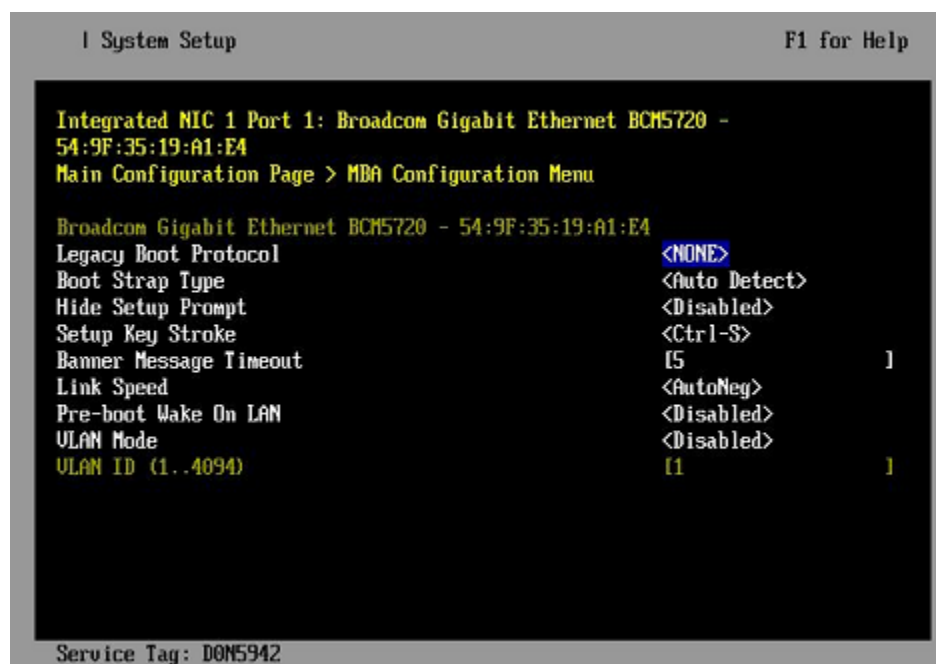 | System Setup F1 for Help
Integrated NIC 1 Port 1: Broadcom Gigabit Ethernet BCM5720 -
54:9F:35:19:A1:E4
Main Configuration Page > MBA Configuration Menu
Broadcom Gigabit Ethernet BCM5720 - 54:9F:35:19:A1:E4
Legacy Boot Protocol <NONE>
Boot Strap Type <Auto Detect>
Hide Setup Prompt <Disabled>
Setup Key Stroke <Ctrl-S>
Banner Message Timeout [5 ]
Link Speed <AutoNeg>
Pre-boot Wake On LAN <Disabled>
VLAN Mode <Disabled>
VLAN ID (1..4094) [1 ]
Service Tag: D0N5942